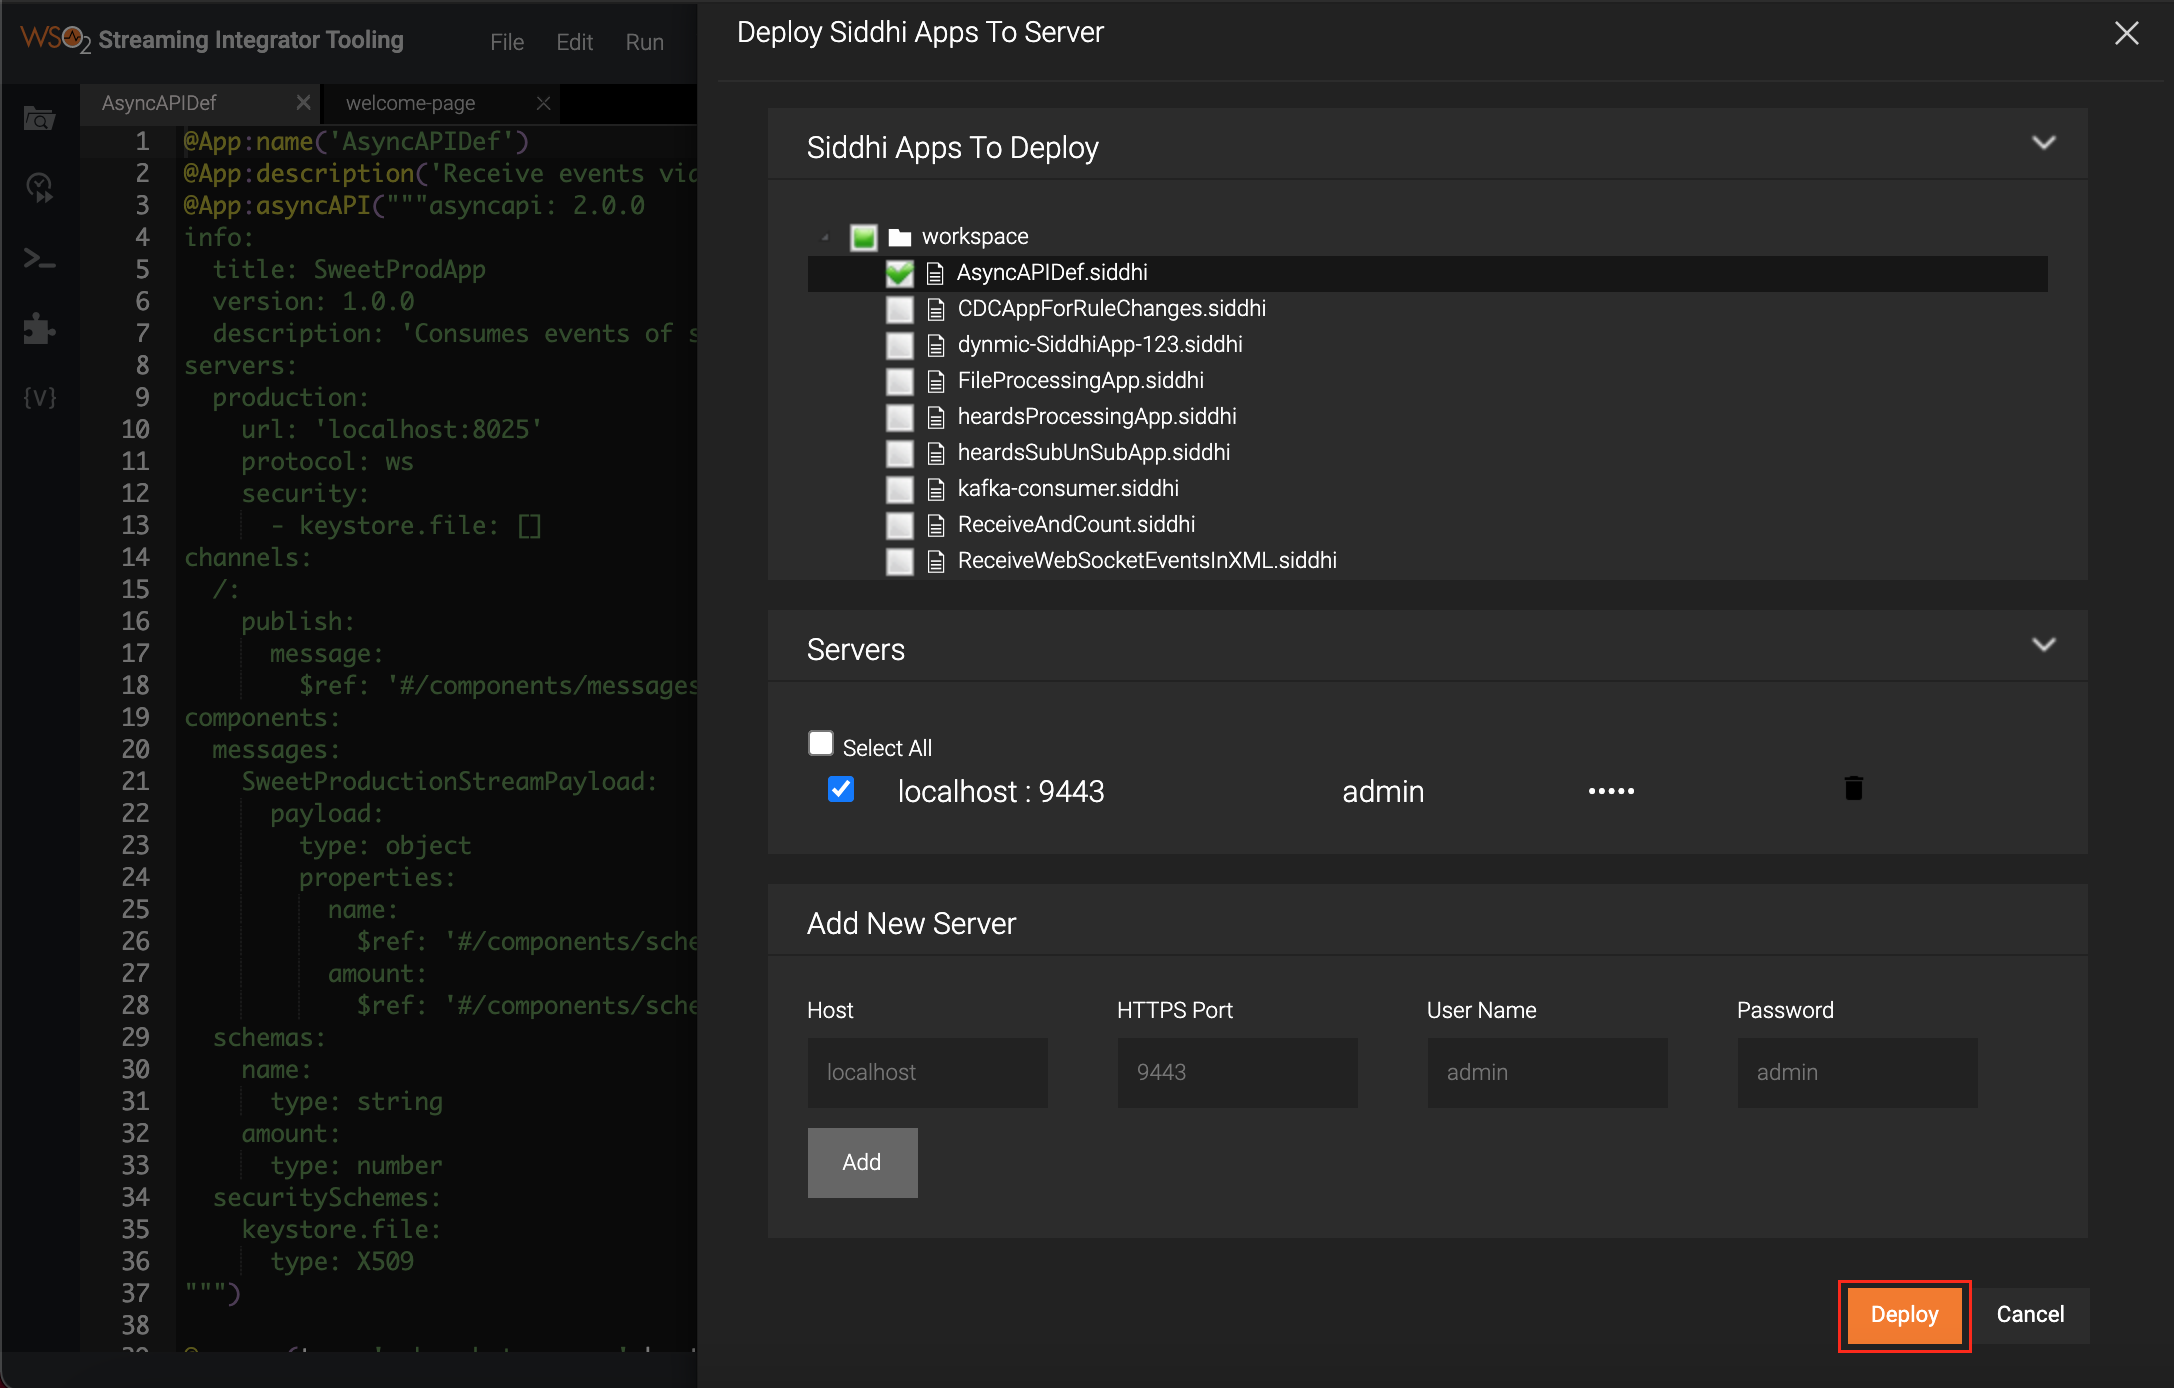 WSO2 Streaming Integrator Tooling File Edit Run
AsyncAPIDef welcome-page
1 @App:name('AsyncAPIDef')
2 @App:description('Receive events via
3 @App:asyncAPI("""asyncapi: 2.0.0
4 info:
5 title: SweetProdApp
6 version: 1.0.0
7 description: 'Consumes events of s
8 servers:
9 production:
10 url: 'localhost:8025'
11 protocol: ws
12 security:
13 - keystore.file: []
14 channels:
15 /:
16 publish:
17 message:
18 $ref: '#/components/messages
19 components:
20 messages:
21 SweetProductionStreamPayload:
22 payload:
23 type: object
24 properties:
25 name:
26 $ref: '#/components/sche
27 amount:
28 $ref: '#/components/sche
29 schemas:
30 name:
31 type: string
32 amount:
33 type: number
34 securitySchemes:
35 keystore.file:
36 type: X509
37 """)
38
{V}
Deploy Siddhi Apps To Server
Siddhi Apps To Deploy
workspace
AsyncAPIDef.siddhi
CDCAppForRuleChanges.siddhi
dynmic-SiddhiApp-123.siddhi
FileProcessingApp.siddhi
heardsProcessingApp.siddhi
heardsSubUnSubApp.siddhi
kafka-consumer.siddhi
ReceiveAndCount.siddhi
ReceiveWebSocketEventsInXML.siddhi
Servers
Select All
localhost : 9443 admin •••••
Add New Server
Host HTTPS Port User Name Password
localhost 9443 admin admin
Add
Deploy Cancel